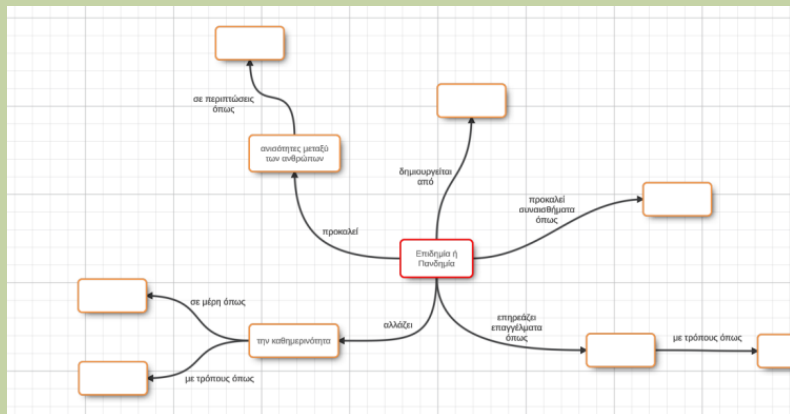 σε περιπτώσεις
όπως
ανισότητες μεταξύ
των ανθρώπων
δημιουργείται
από
προκαλεί
συναισθήματα
όπως
προκαλεί
Επιδημία ή
Πανδημία
σε μέρη όπως
αλλάζει
επηρεάζει
επαγγέλματα
όπως
την καθημερινότητα
με τρόπους όπως
με τρόπους όπως